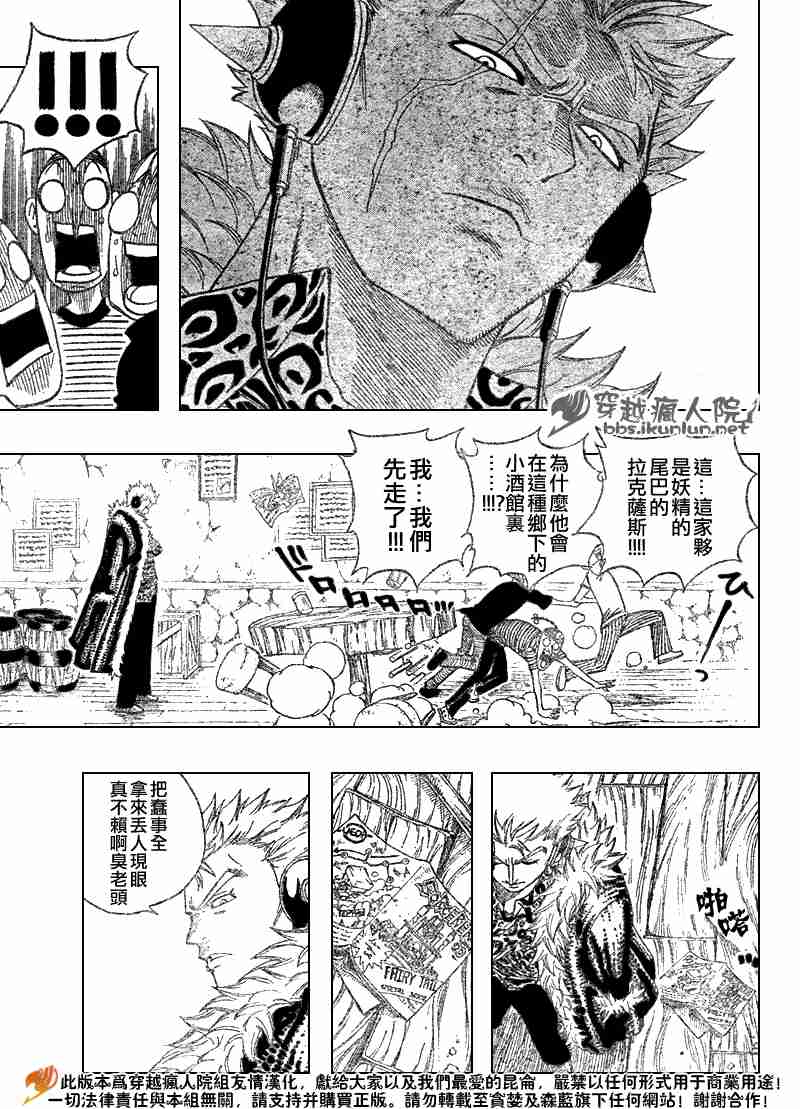 !!!
穿越瘋人院
bbs.ikunlun.net
這…這家夥
是妖精的
尾巴的
拉克薩斯!!!!
為什麼他會
在這種鄉下的
小酒館裏
……!!!?
我…我們
先走了!!!
ヒィ
ドロロロロ
啪嗒
FAIRY TAIL
把蠢事全
拿來丟人現眼
真不賴啊臭老頭
此版本爲穿越瘋人院組友情漢化，獻給大家以及我們最愛的昆侖，嚴禁以任何形式用于商業用途！
一切法律責任與本組無關，請支持并購買正版。請勿轉載至貪婪及森藍旗下任何網站！謝謝合作！